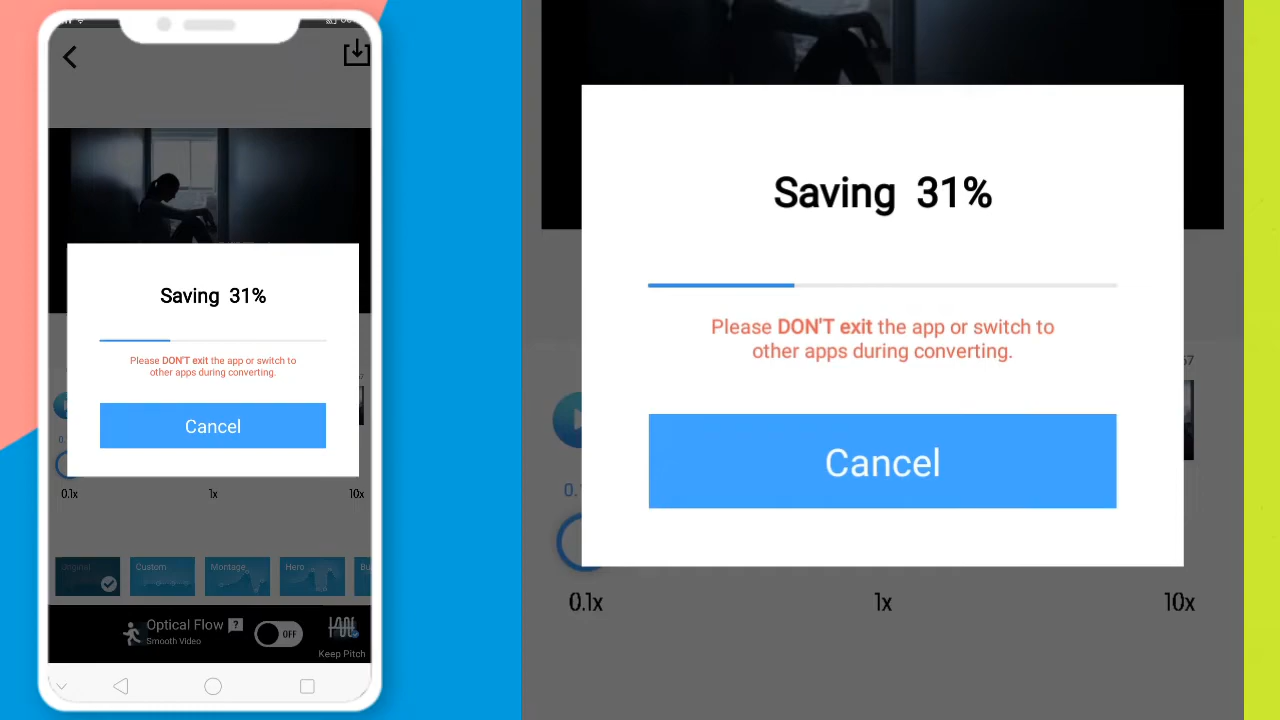 Saving 31%
Please DON'T exit the app or switch to
other apps during converting.
Cancel
0.1x 1x 10x
Original Custom Montage Hero Bu
Optical Flow ?
Smooth Video
OFF
Keep Pitch
Saving 31%
Please DON'T exit the app or switch to
other apps during converting.
Cancel
0.1x 1x 10x